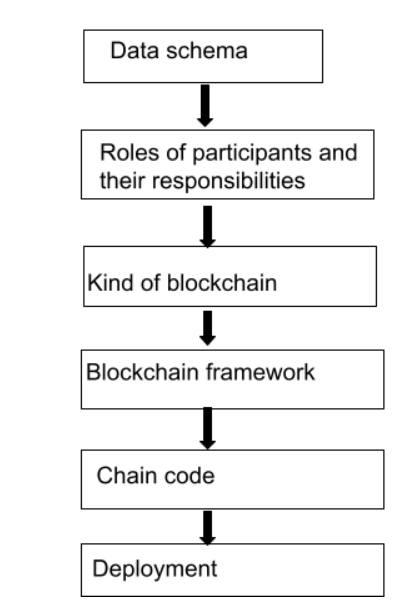 Data schema
Roles of participants and
their responsibilities
Kind of blockchain
Blockchain framework
Chain code
Deployment